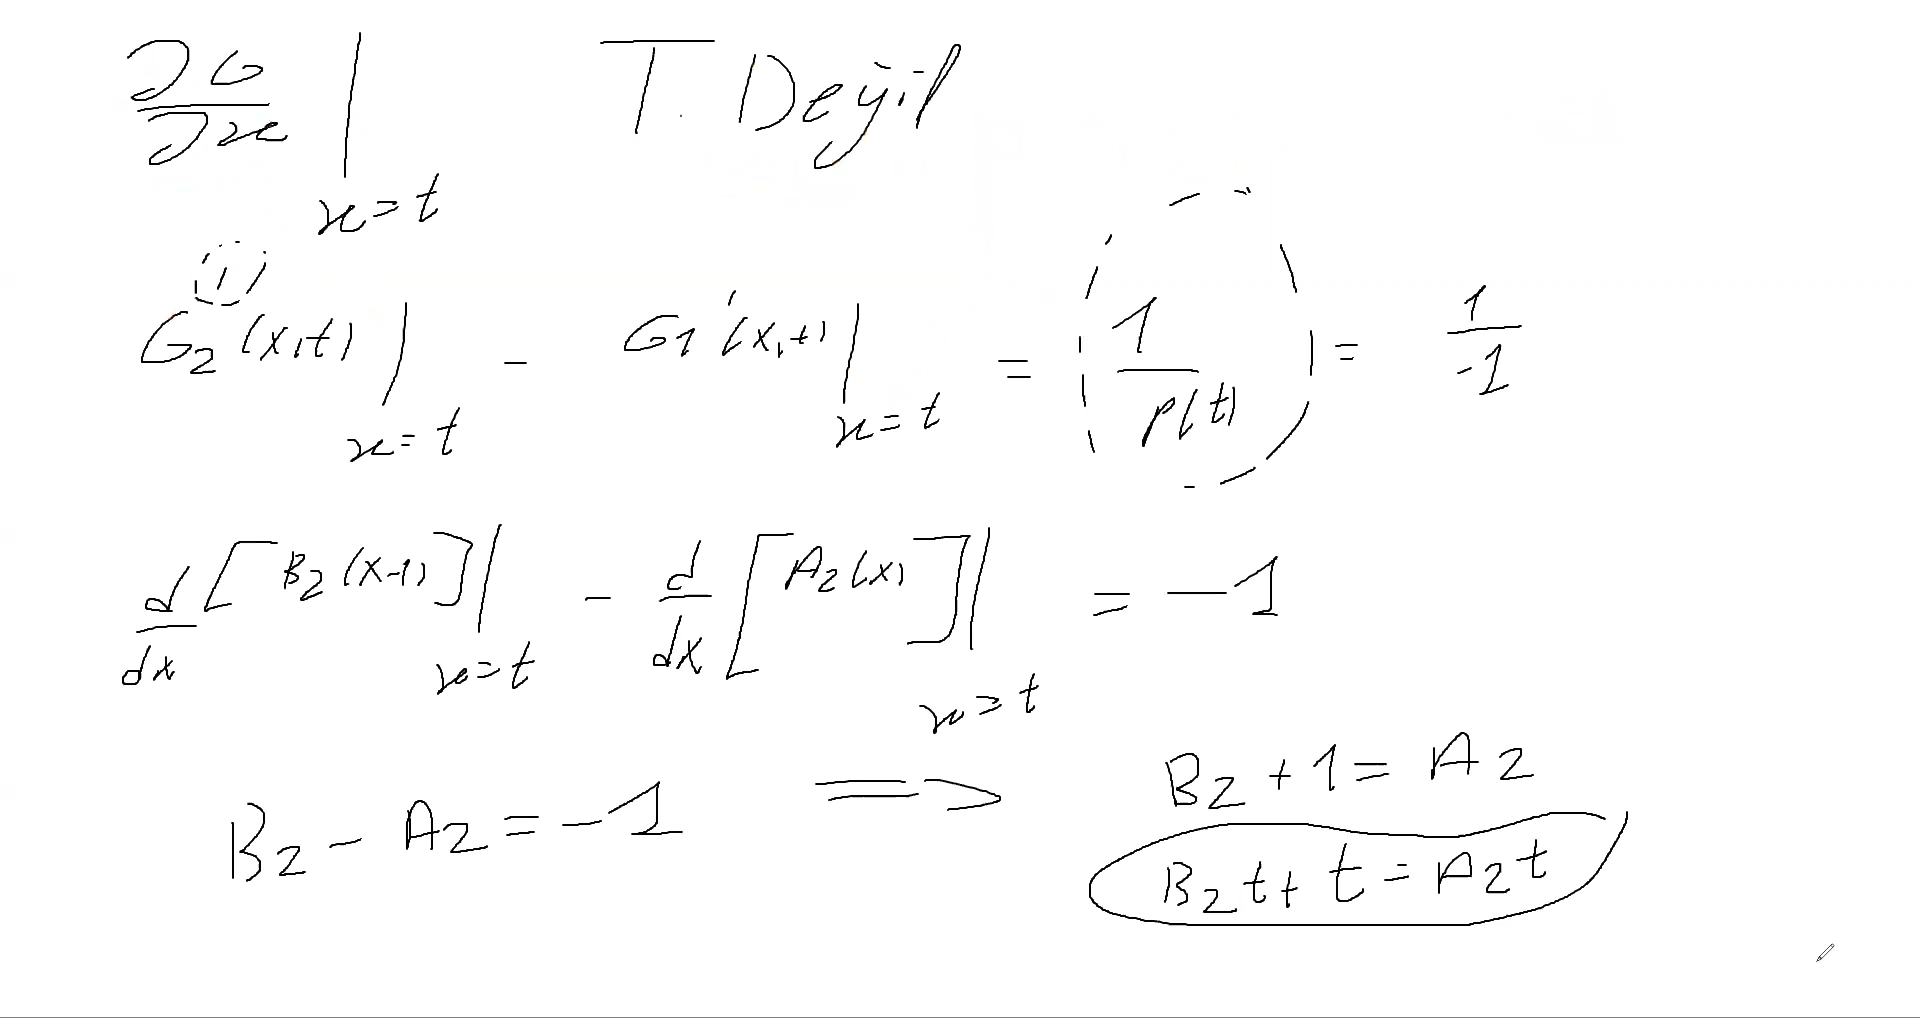 ∂G/∂x |x=t T. Değil
G2'(x,t) |x=t - G1'(x,t) |x=t = 1/p(t) = 1/-1
d/dx [B2(x-1)] |x=t - d/dx [A2(x)] |x=t = -1
B2 - A2 = -1 ⇒ B2 + 1 = A2
B2t + t = A2t